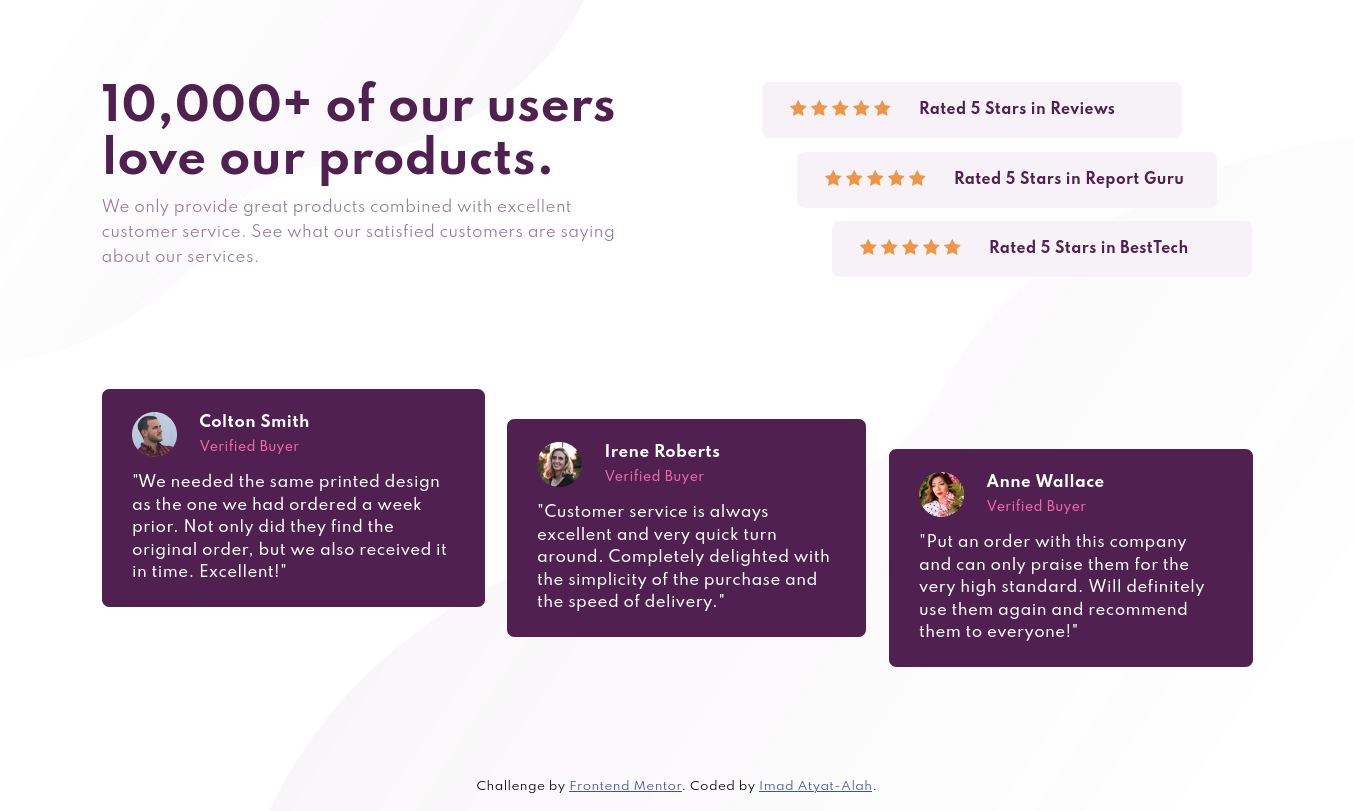 10,000+ of our users
love our products.
We only provide great products combined with excellent
customer service. See what our satisfied customers are saying
about our services.
Rated 5 Stars in Reviews
Rated 5 Stars in Report Guru
Rated 5 Stars in BestTech
Colton Smith
Verified Buyer
"We needed the same printed design
as the one we had ordered a week
prior. Not only did they find the
original order, but we also received it
in time. Excellent!"
Irene Roberts
Verified Buyer
"Customer service is always
excellent and very quick turn
around. Completely delighted with
the simplicity of the purchase and
the speed of delivery."
Anne Wallace
Verified Buyer
"Put an order with this company
and can only praise them for the
very high standard. Will definitely
use them again and recommend
them to everyone!"
Challenge by Frontend Mentor. Coded by Imad Atyat-Alah.